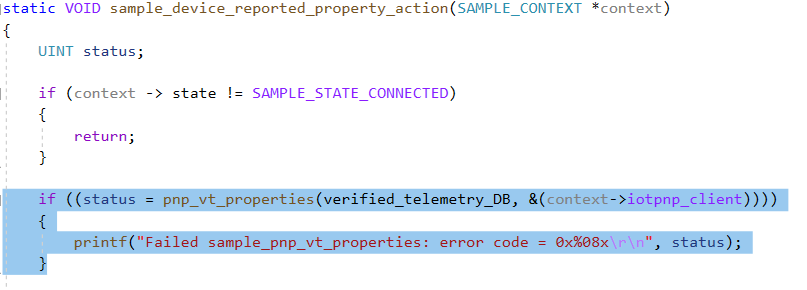 static VOID sample_device_reported_property_action(SAMPLE_CONTEXT *context)
{
    UINT status;
    if (context -> state != SAMPLE_STATE_CONNECTED)
    {
        return;
    }
    if ((status = pnp_vt_properties(verified_telemetry_DB, &(context->iotpnp_client))))
    {
        printf("Failed sample_pnp_vt_properties: error code = 0x%08x\r\n", status);
    }